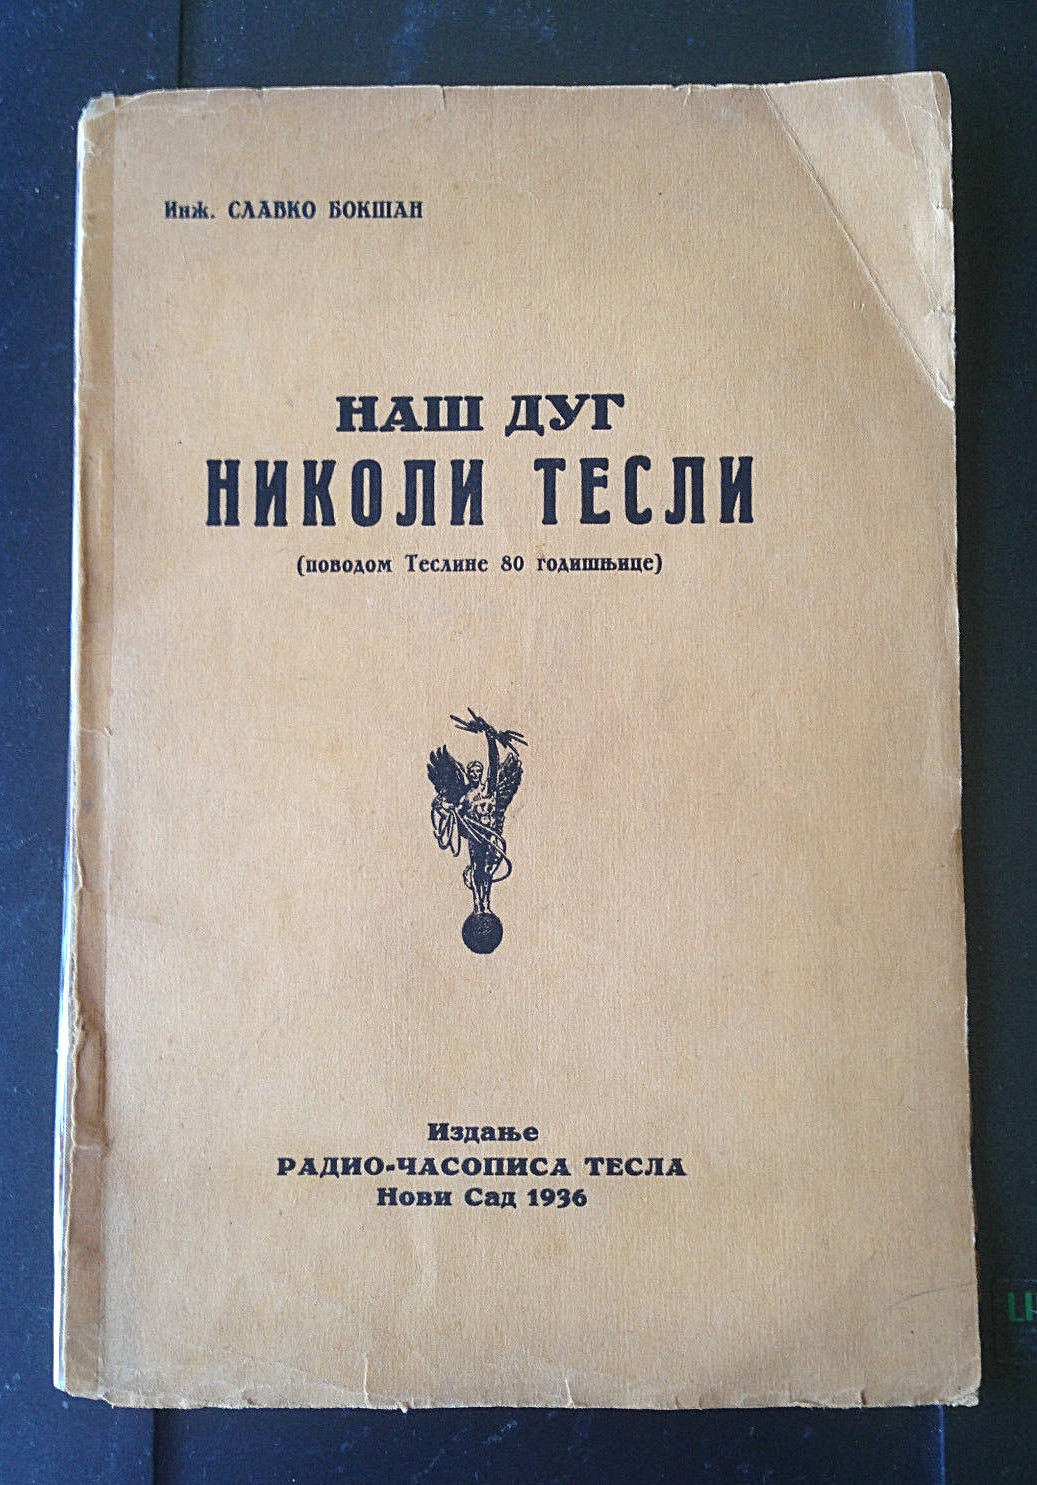 Инж. СЛАВКО БОКШАН
НАШ ДУГ
НИКОЛИ ТЕСЛИ
(поводом Теслине 80 годишњице)
Издање
РАДИО-ЧАСОПИСА ТЕСЛА
Нови Сад 1936